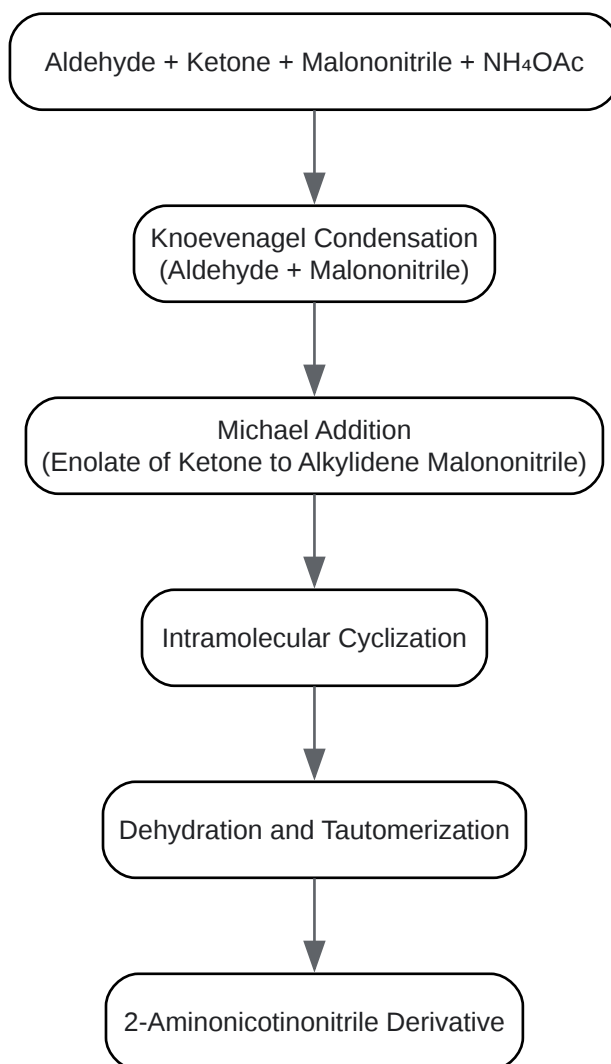 Aldehyde + Ketone + Malononitrile + NH₄OAc
Knoevenagel Condensation
(Aldehyde + Malononitrile)
Michael Addition
(Enolate of Ketone to Alkylidene Malononitrile)
Intramolecular Cyclization
Dehydration and Tautomerization
2-Aminonicotinonitrile Derivative